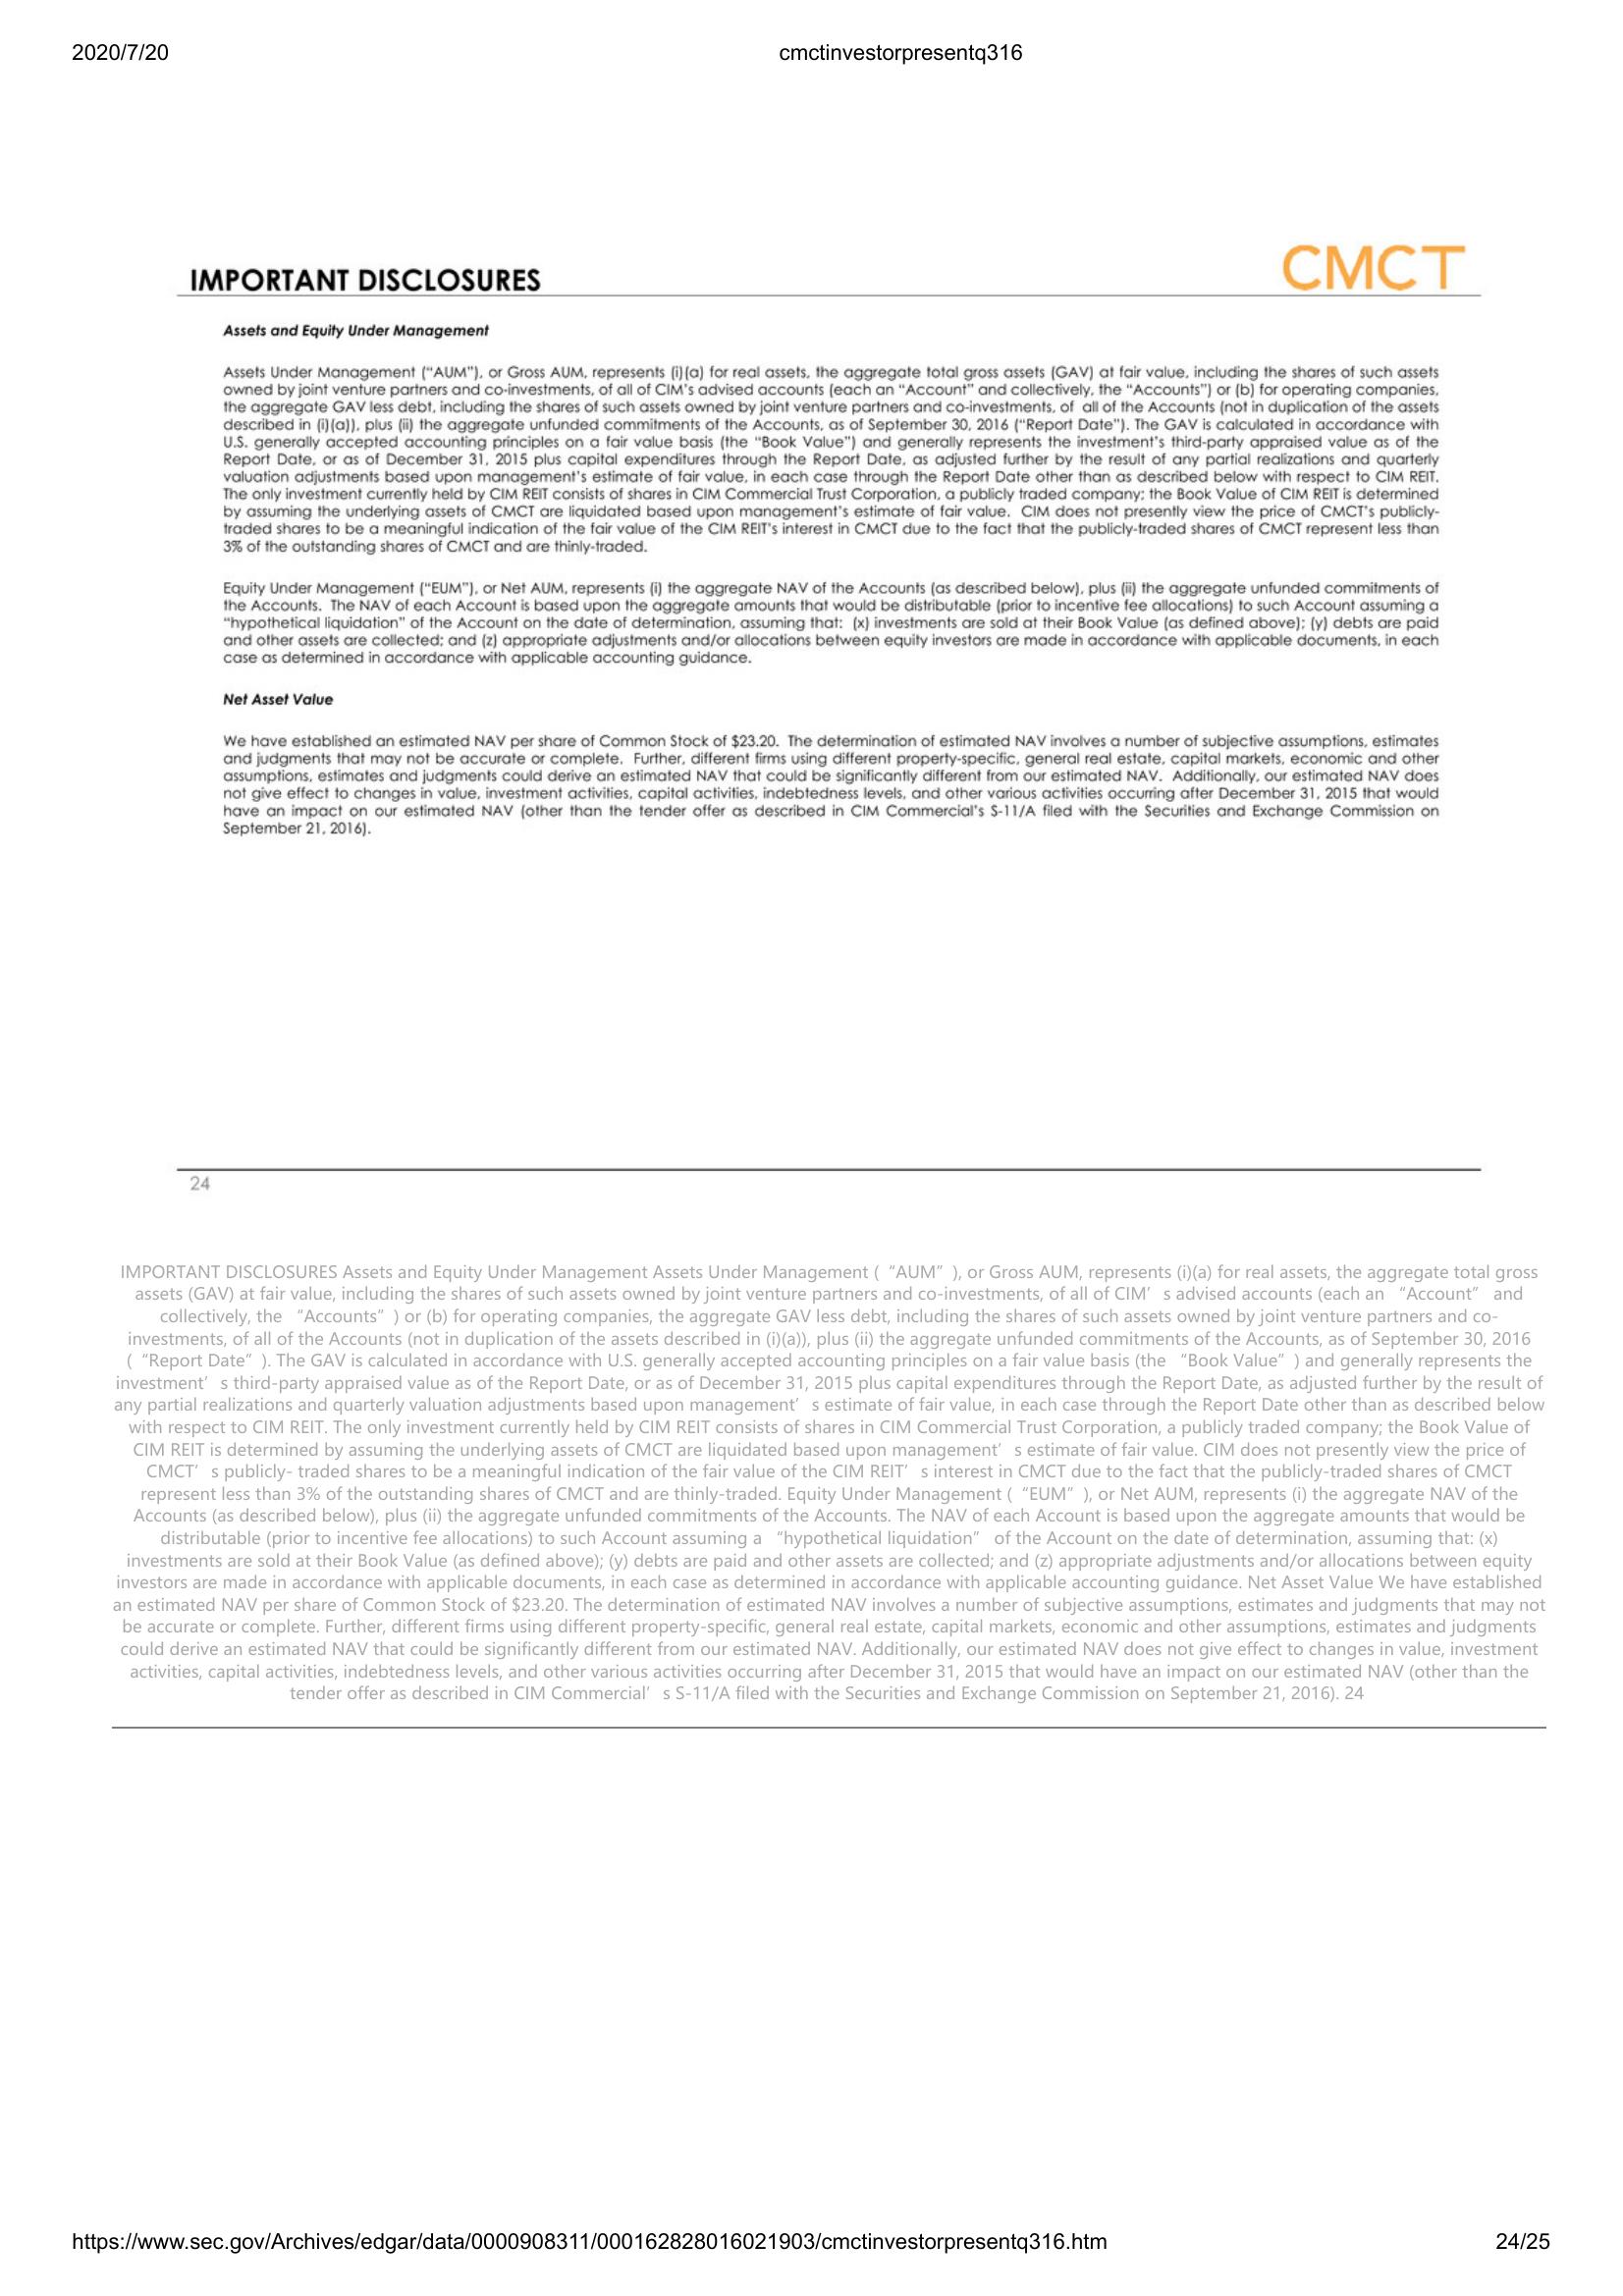 2020/7/20 cmctinvestorpresentq316
IMPORTANT DISCLOSURES CMCT
Assets and Equity Under Management
Assets Under Management (“AUM”), or Gross AUM, represents (i)(a) for real assets, the aggregate total gross assets (GAV) at fair value, including the shares of such assets
owned by joint venture partners and co-investments, of all of CIM's advised accounts (each an “Account” and collectively, the “Accounts”) or (b) for operating companies,
the aggregate GAV less debt, including the shares of such assets owned by joint venture partners and co-investments, of all of the Accounts (not in duplication of the assets
described in (i)(a)), plus (ii) the aggregate unfunded commitments of the Accounts, as of September 30, 2016 (“Report Date”). The GAV is calculated in accordance with
U.S. generally accepted accounting principles on a fair value basis (the “Book Value”) and generally represents the investment's third-party appraised value as of the
Report Date, or as of December 31, 2015 plus capital expenditures through the Report Date, as adjusted further by the result of any partial realizations and quarterly
valuation adjustments based upon management's estimate of fair value, in each case through the Report Date other than as described below with respect to CIM REIT.
The only investment currently held by CIM REIT consists of shares in CIM Commercial Trust Corporation, a publicly traded company; the Book Value of CIM REIT is determined
by assuming the underlying assets of CMCT are liquidated based upon management's estimate of fair value. CIM does not presently view the price of CMCT's publicly-
traded shares to be a meaningful indication of the fair value of the CIM REIT's interest in CMCT due to the fact that the publicly-traded shares of CMCT represent less than
3% of the outstanding shares of CMCT and are thinly-traded.
Equity Under Management (“EUM”), or Net AUM, represents (i) the aggregate NAV of the Accounts (as described below), plus (ii) the aggregate unfunded commitments of
the Accounts. The NAV of each Account is based upon the aggregate amounts that would be distributable (prior to incentive fee allocations) to such Account assuming a
“hypothetical liquidation” of the Account on the date of determination, assuming that: (x) investments are sold at their Book Value (as defined above); (y) debts are paid
and other assets are collected; and (z) appropriate adjustments and/or allocations between equity investors are made in accordance with applicable documents, in each
case as determined in accordance with applicable accounting guidance.
Net Asset Value
We have established an estimated NAV per share of Common Stock of $23.20. The determination of estimated NAV involves a number of subjective assumptions, estimates
and judgments that may not be accurate or complete. Further, different firms using different property-specific, general real estate, capital markets, economic and other
assumptions, estimates and judgments could derive an estimated NAV that could be significantly different from our estimated NAV. Additionally, our estimated NAV does
not give effect to changes in value, investment activities, capital activities, indebtedness levels, and other various activities occurring after December 31, 2015 that would
have an impact on our estimated NAV (other than the tender offer as described in CIM Commercial's S-11/A filed with the Securities and Exchange Commission on
September 21, 2016).
24
IMPORTANT DISCLOSURES Assets and Equity Under Management Assets Under Management (“AUM”), or Gross AUM, represents (i)(a) for real assets, the aggregate total gross
assets (GAV) at fair value, including the shares of such assets owned by joint venture partners and co-investments, of all of CIM’s advised accounts (each an “Account” and
collectively, the “Accounts”) or (b) for operating companies, the aggregate GAV less debt, including the shares of such assets owned by joint venture partners and co-
investments, of all of the Accounts (not in duplication of the assets described in (i)(a)), plus (ii) the aggregate unfunded commitments of the Accounts, as of September 30, 2016
(“Report Date”). The GAV is calculated in accordance with U.S. generally accepted accounting principles on a fair value basis (the “Book Value”) and generally represents the
investment’s third-party appraised value as of the Report Date, or as of December 31, 2015 plus capital expenditures through the Report Date, as adjusted further by the result of
any partial realizations and quarterly valuation adjustments based upon management’s estimate of fair value, in each case through the Report Date other than as described below
with respect to CIM REIT. The only investment currently held by CIM REIT consists of shares in CIM Commercial Trust Corporation, a publicly traded company; the Book Value of
CIM REIT is determined by assuming the underlying assets of CMCT are liquidated based upon management’s estimate of fair value. CIM does not presently view the price of
CMCT’s publicly- traded shares to be a meaningful indication of the fair value of the CIM REIT’s interest in CMCT due to the fact that the publicly-traded shares of CMCT
represent less than 3% of the outstanding shares of CMCT and are thinly-traded. Equity Under Management (“EUM”), or Net AUM, represents (i) the aggregate NAV of the
Accounts (as described below), plus (ii) the aggregate unfunded commitments of the Accounts. The NAV of each Account is based upon the aggregate amounts that would be
distributable (prior to incentive fee allocations) to such Account assuming a “hypothetical liquidation” of the Account on the date of determination, assuming that: (x)
investments are sold at their Book Value (as defined above); (y) debts are paid and other assets are collected; and (z) appropriate adjustments and/or allocations between equity
investors are made in accordance with applicable documents, in each case as determined in accordance with applicable accounting guidance. Net Asset Value We have established
an estimated NAV per share of Common Stock of $23.20. The determination of estimated NAV involves a number of subjective assumptions, estimates and judgments that may not
be accurate or complete. Further, different firms using different property-specific, general real estate, capital markets, economic and other assumptions, estimates and judgments
could derive an estimated NAV that could be significantly different from our estimated NAV. Additionally, our estimated NAV does not give effect to changes in value, investment
activities, capital activities, indebtedness levels, and other various activities occurring after December 31, 2015 that would have an impact on our estimated NAV (other than the
tender offer as described in CIM Commercial’s S-11/A filed with the Securities and Exchange Commission on September 21, 2016). 24
https://www.sec.gov/Archives/edgar/data/0000908311/000162828016021903/cmctinvestorpresentq316.htm 24/25